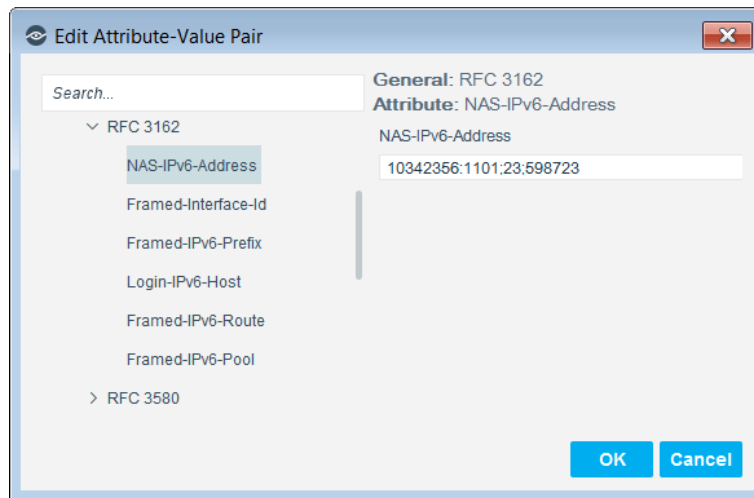 Edit Attribute-Value Pair
Search...
RFC 3162
NAS-IPv6-Address
Framed-Interface-Id
Framed-IPv6-Prefix
Login-IPv6-Host
Framed-IPv6-Route
Framed-IPv6-Pool
RFC 3580
General: RFC 3162
Attribute: NAS-IPv6-Address
NAS-IPv6-Address
10342356:1101;23;598723
OK Cancel